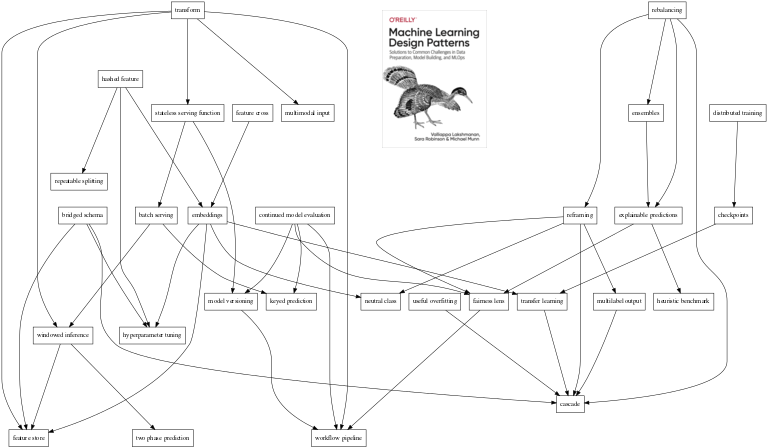 transform
rebalancing
O'REILLY
Machine Learning
Design Patterns
Solutions to Common Challenges in Data
Preparation, Model Building, and MLOps
hashed feature
stateless serving function
feature cross
multimodal input
ensembles
distributed training
Valliappa Lakshmanan,
Sara Robinson & Michael Munn
repeatable splitting
bridged schema
batch serving
embeddings
continued model evaluation
reframing
explainable predictions
checkpoints
model versioning
keyed prediction
neutral class
useful overfitting
fairness lens
transfer learning
multilabel output
heuristic benchmark
windowed inference
hyperparameter tuning
cascade
feature store
two phase prediction
workflow pipeline